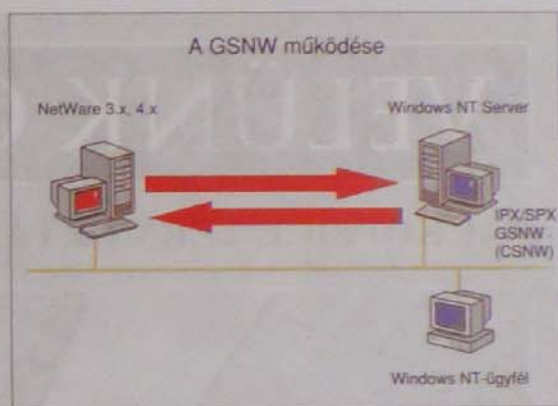 A GSNW működése
NetWare 3.x, 4.x
Windows NT Server
IPX/SPX
GSNW
(CSNW)
Windows NT-ügyfél